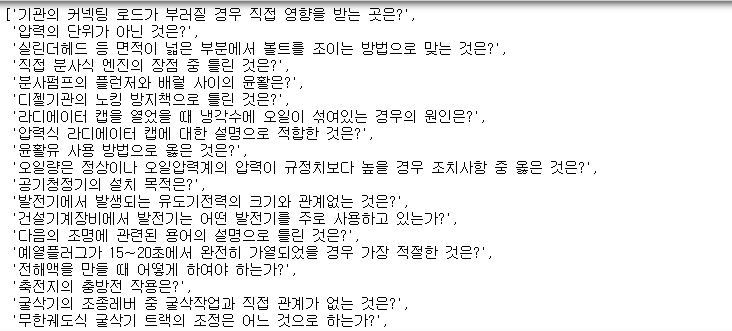 ['기관의 커넥팅 로드가 부러질 경우 직접 영향을 받는 곳은?',
'압력의 단위가 아닌 것은?',
'실린더헤드 등 면적이 넓은 부분에서 볼트를 조이는 방법으로 맞는 것은?',
'직접 분사식 엔진의 장점 중 틀린 것은?',
'분사펌프의 플런저와 배럴 사이의 윤활은?',
'디젤기관의 노킹 방지책으로 틀린 것은?',
'라디에이터 캡을 열었을 때 냉각수에 오일이 섞여있는 경우의 원인은?',
'압력식 라디에이터 캡에 대한 설명으로 적합한 것은?',
'윤활유 사용 방법으로 옳은 것은?',
'오일량은 정상이나 오일압력계의 압력이 규정치보다 높을 경우 조치사항 중 옳은 것은?',
'공기청정기의 설치 목적은?',
'발전기에서 발생되는 유도기전력의 크기와 관계없는 것은?',
'건설기계장비에서 발전기는 어떤 발전기를 주로 사용하고 있는가?',
'다음의 조명에 관련된 용어의 설명으로 틀린 것은?',
'예열플러그가 15~20초에서 완전히 가열되었을 경우 가장 적절한 것은?',
'전해액을 만들 때 어떻게 하여야 하는가?',
'축전지의 충방전 작용은?',
'굴삭기의 조종레버 중 굴삭작업과 직접 관계가 없는 것은?',
'무한궤도식 굴삭기 트랙의 조정은 어느 것으로 하는가?',